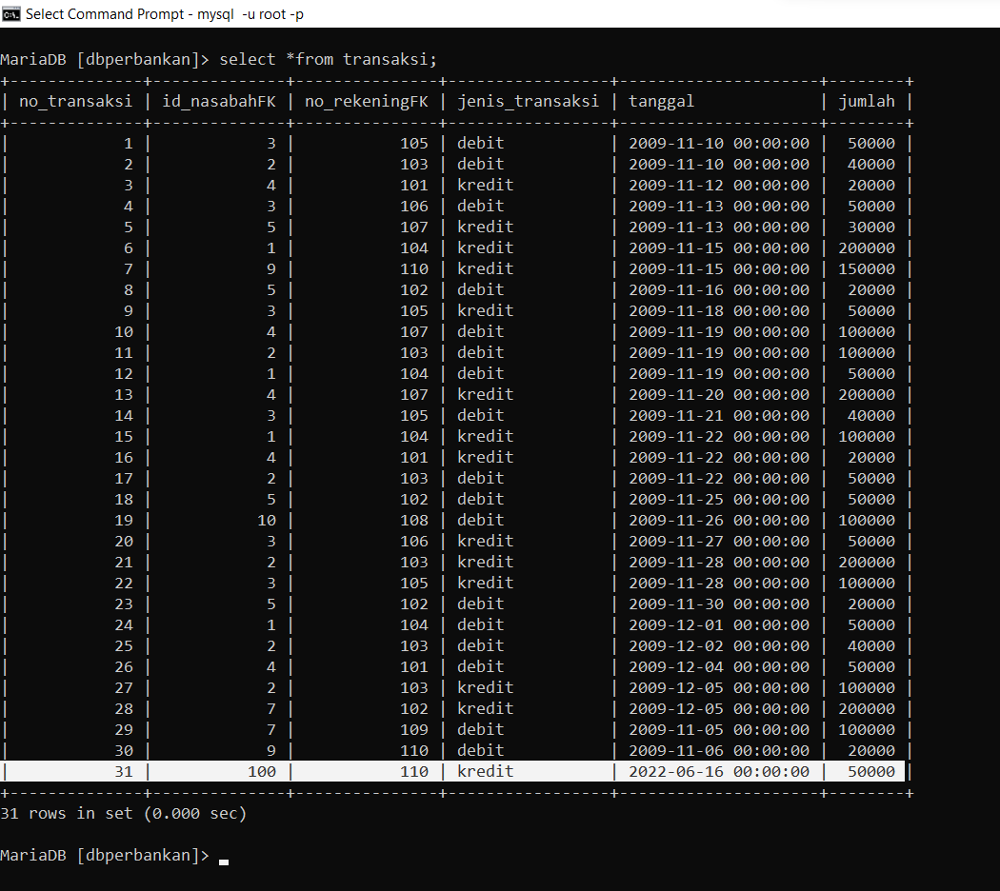 Select Command Prompt - mysql  -u root -p
MariaDB [dbperbankan]> select *from transaksi;
+--------------+--------------+---------------+-----------------+---------------------+--------+
| no_transaksi | id_nasabahFK | no_rekeningFK | jenis_transaksi | tanggal             | jumlah |
+--------------+--------------+---------------+-----------------+---------------------+--------+
|            1 |            3 |           105 | debit           | 2009-11-10 00:00:00 |  50000 |
|            2 |            2 |           103 | debit           | 2009-11-10 00:00:00 |  40000 |
|            3 |            4 |           101 | kredit          | 2009-11-12 00:00:00 |  20000 |
|            4 |            3 |           106 | debit           | 2009-11-13 00:00:00 |  50000 |
|            5 |            5 |           107 | kredit          | 2009-11-13 00:00:00 |  30000 |
|            6 |            1 |           104 | kredit          | 2009-11-15 00:00:00 | 200000 |
|            7 |            9 |           110 | kredit          | 2009-11-15 00:00:00 | 150000 |
|            8 |            5 |           102 | debit           | 2009-11-16 00:00:00 |  20000 |
|            9 |            3 |           105 | kredit          | 2009-11-18 00:00:00 |  50000 |
|           10 |            4 |           107 | debit           | 2009-11-19 00:00:00 | 100000 |
|           11 |            2 |           103 | debit           | 2009-11-19 00:00:00 | 100000 |
|           12 |            1 |           104 | debit           | 2009-11-19 00:00:00 |  50000 |
|           13 |            4 |           107 | kredit          | 2009-11-20 00:00:00 | 200000 |
|           14 |            3 |           105 | debit           | 2009-11-21 00:00:00 |  40000 |
|           15 |            1 |           104 | kredit          | 2009-11-22 00:00:00 | 100000 |
|           16 |            4 |           101 | kredit          | 2009-11-22 00:00:00 |  20000 |
|           17 |            2 |           103 | debit           | 2009-11-22 00:00:00 |  50000 |
|           18 |            5 |           102 | debit           | 2009-11-25 00:00:00 |  50000 |
|           19 |           10 |           108 | debit           | 2009-11-26 00:00:00 | 100000 |
|           20 |            3 |           106 | kredit          | 2009-11-27 00:00:00 |  50000 |
|           21 |            2 |           103 | kredit          | 2009-11-28 00:00:00 | 200000 |
|           22 |            3 |           105 | kredit          | 2009-11-28 00:00:00 | 100000 |
|           23 |            5 |           102 | debit           | 2009-11-30 00:00:00 |  20000 |
|           24 |            1 |           104 | debit           | 2009-12-01 00:00:00 |  50000 |
|           25 |            2 |           103 | debit           | 2009-12-02 00:00:00 |  40000 |
|           26 |            4 |           101 | debit           | 2009-12-04 00:00:00 |  50000 |
|           27 |            2 |           103 | kredit          | 2009-12-05 00:00:00 | 100000 |
|           28 |            7 |           102 | kredit          | 2009-12-05 00:00:00 | 200000 |
|           29 |            7 |           109 | debit           | 2009-11-05 00:00:00 | 100000 |
|           30 |            9 |           110 | debit           | 2009-11-06 00:00:00 |  20000 |
|           31 |          100 |           110 | kredit          | 2022-06-16 00:00:00 |  50000 |
+--------------+--------------+---------------+-----------------+---------------------+--------+
31 rows in set (0.000 sec)
MariaDB [dbperbankan]>